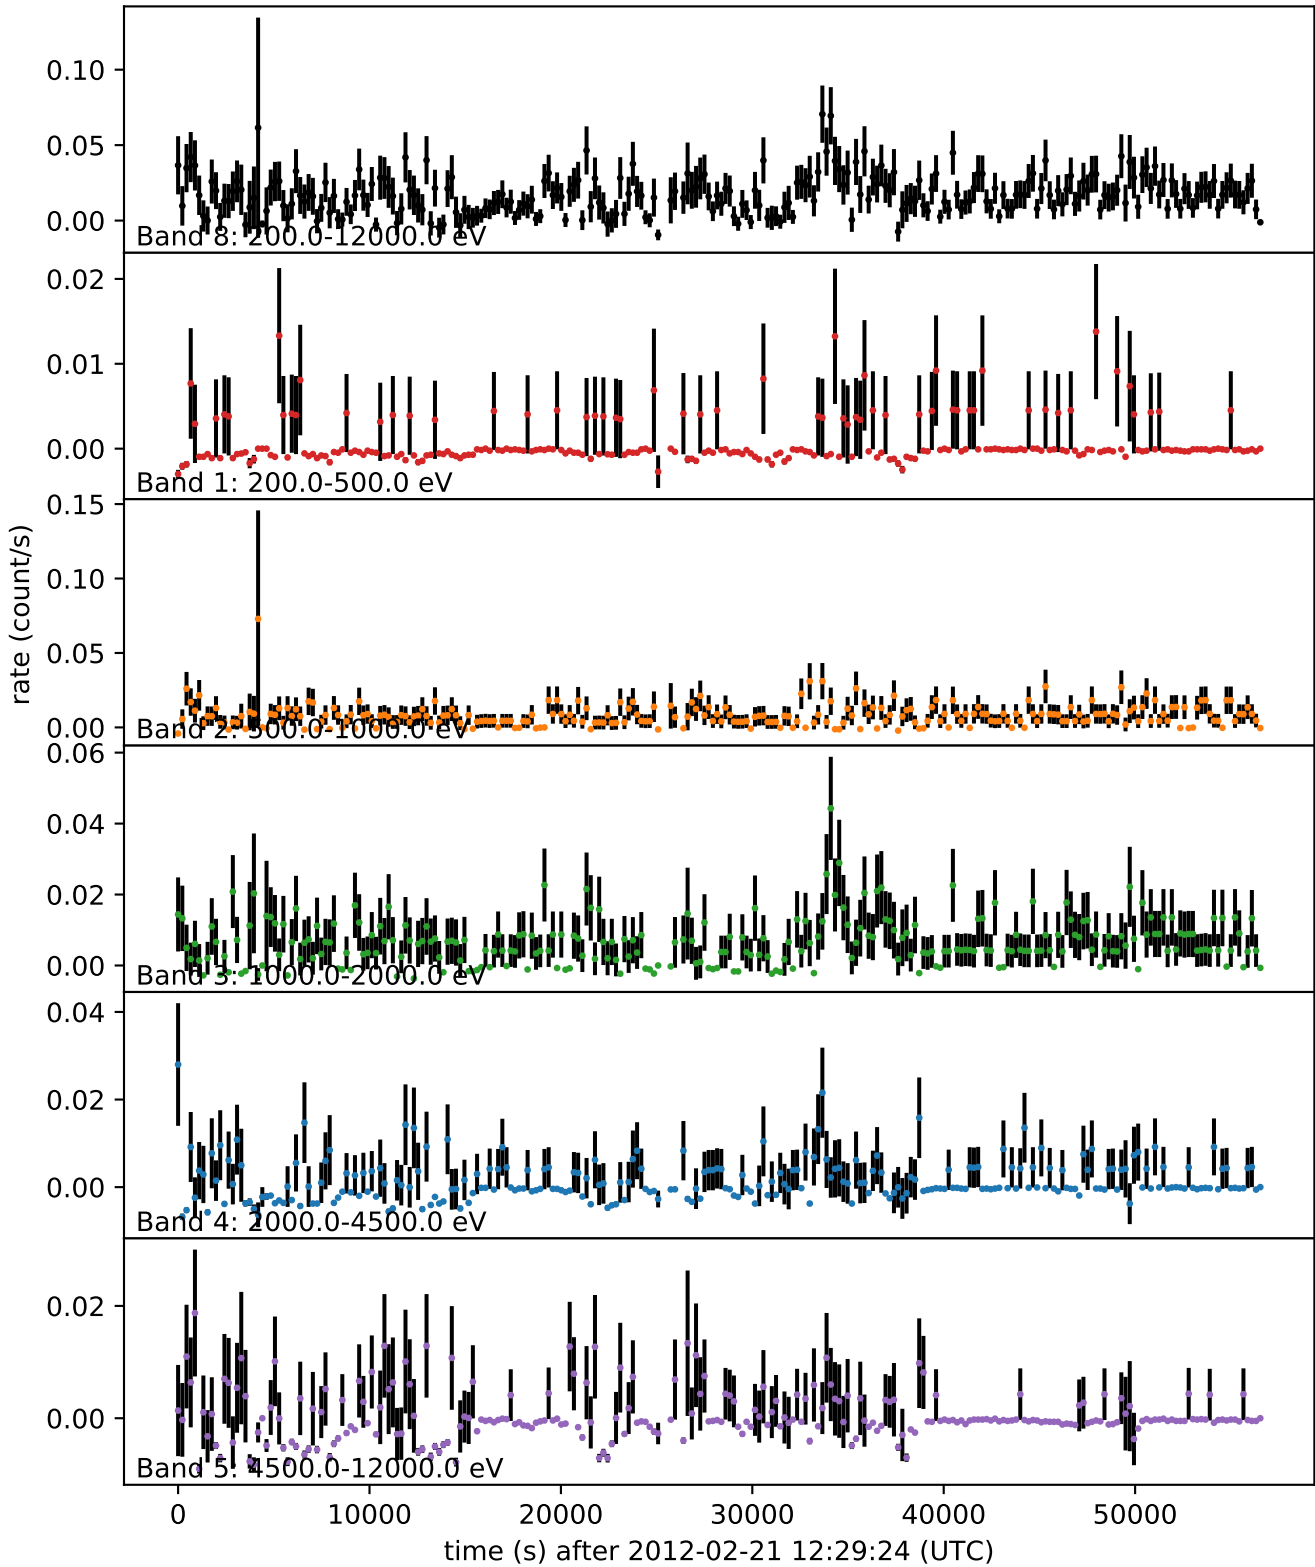 0.10
0.05
0.00
Band 8: 200.0-12000.0 eV
0.02
0.01
0.00
Band 1: 200.0-500.0 eV
rate (count/s)
0.15
0.10
0.05
0.00
Band 2: 500.0-1000.0 eV
0.06
0.04
0.02
0.00
Band 3: 1000.0-2000.0 eV
0.04
0.02
0.00
Band 4: 2000.0-4500.0 eV
0.02
0.00
Band 5: 4500.0-12000.0 eV
0 10000 20000 30000 40000 50000
time (s) after 2012-02-21 12:29:24 (UTC)